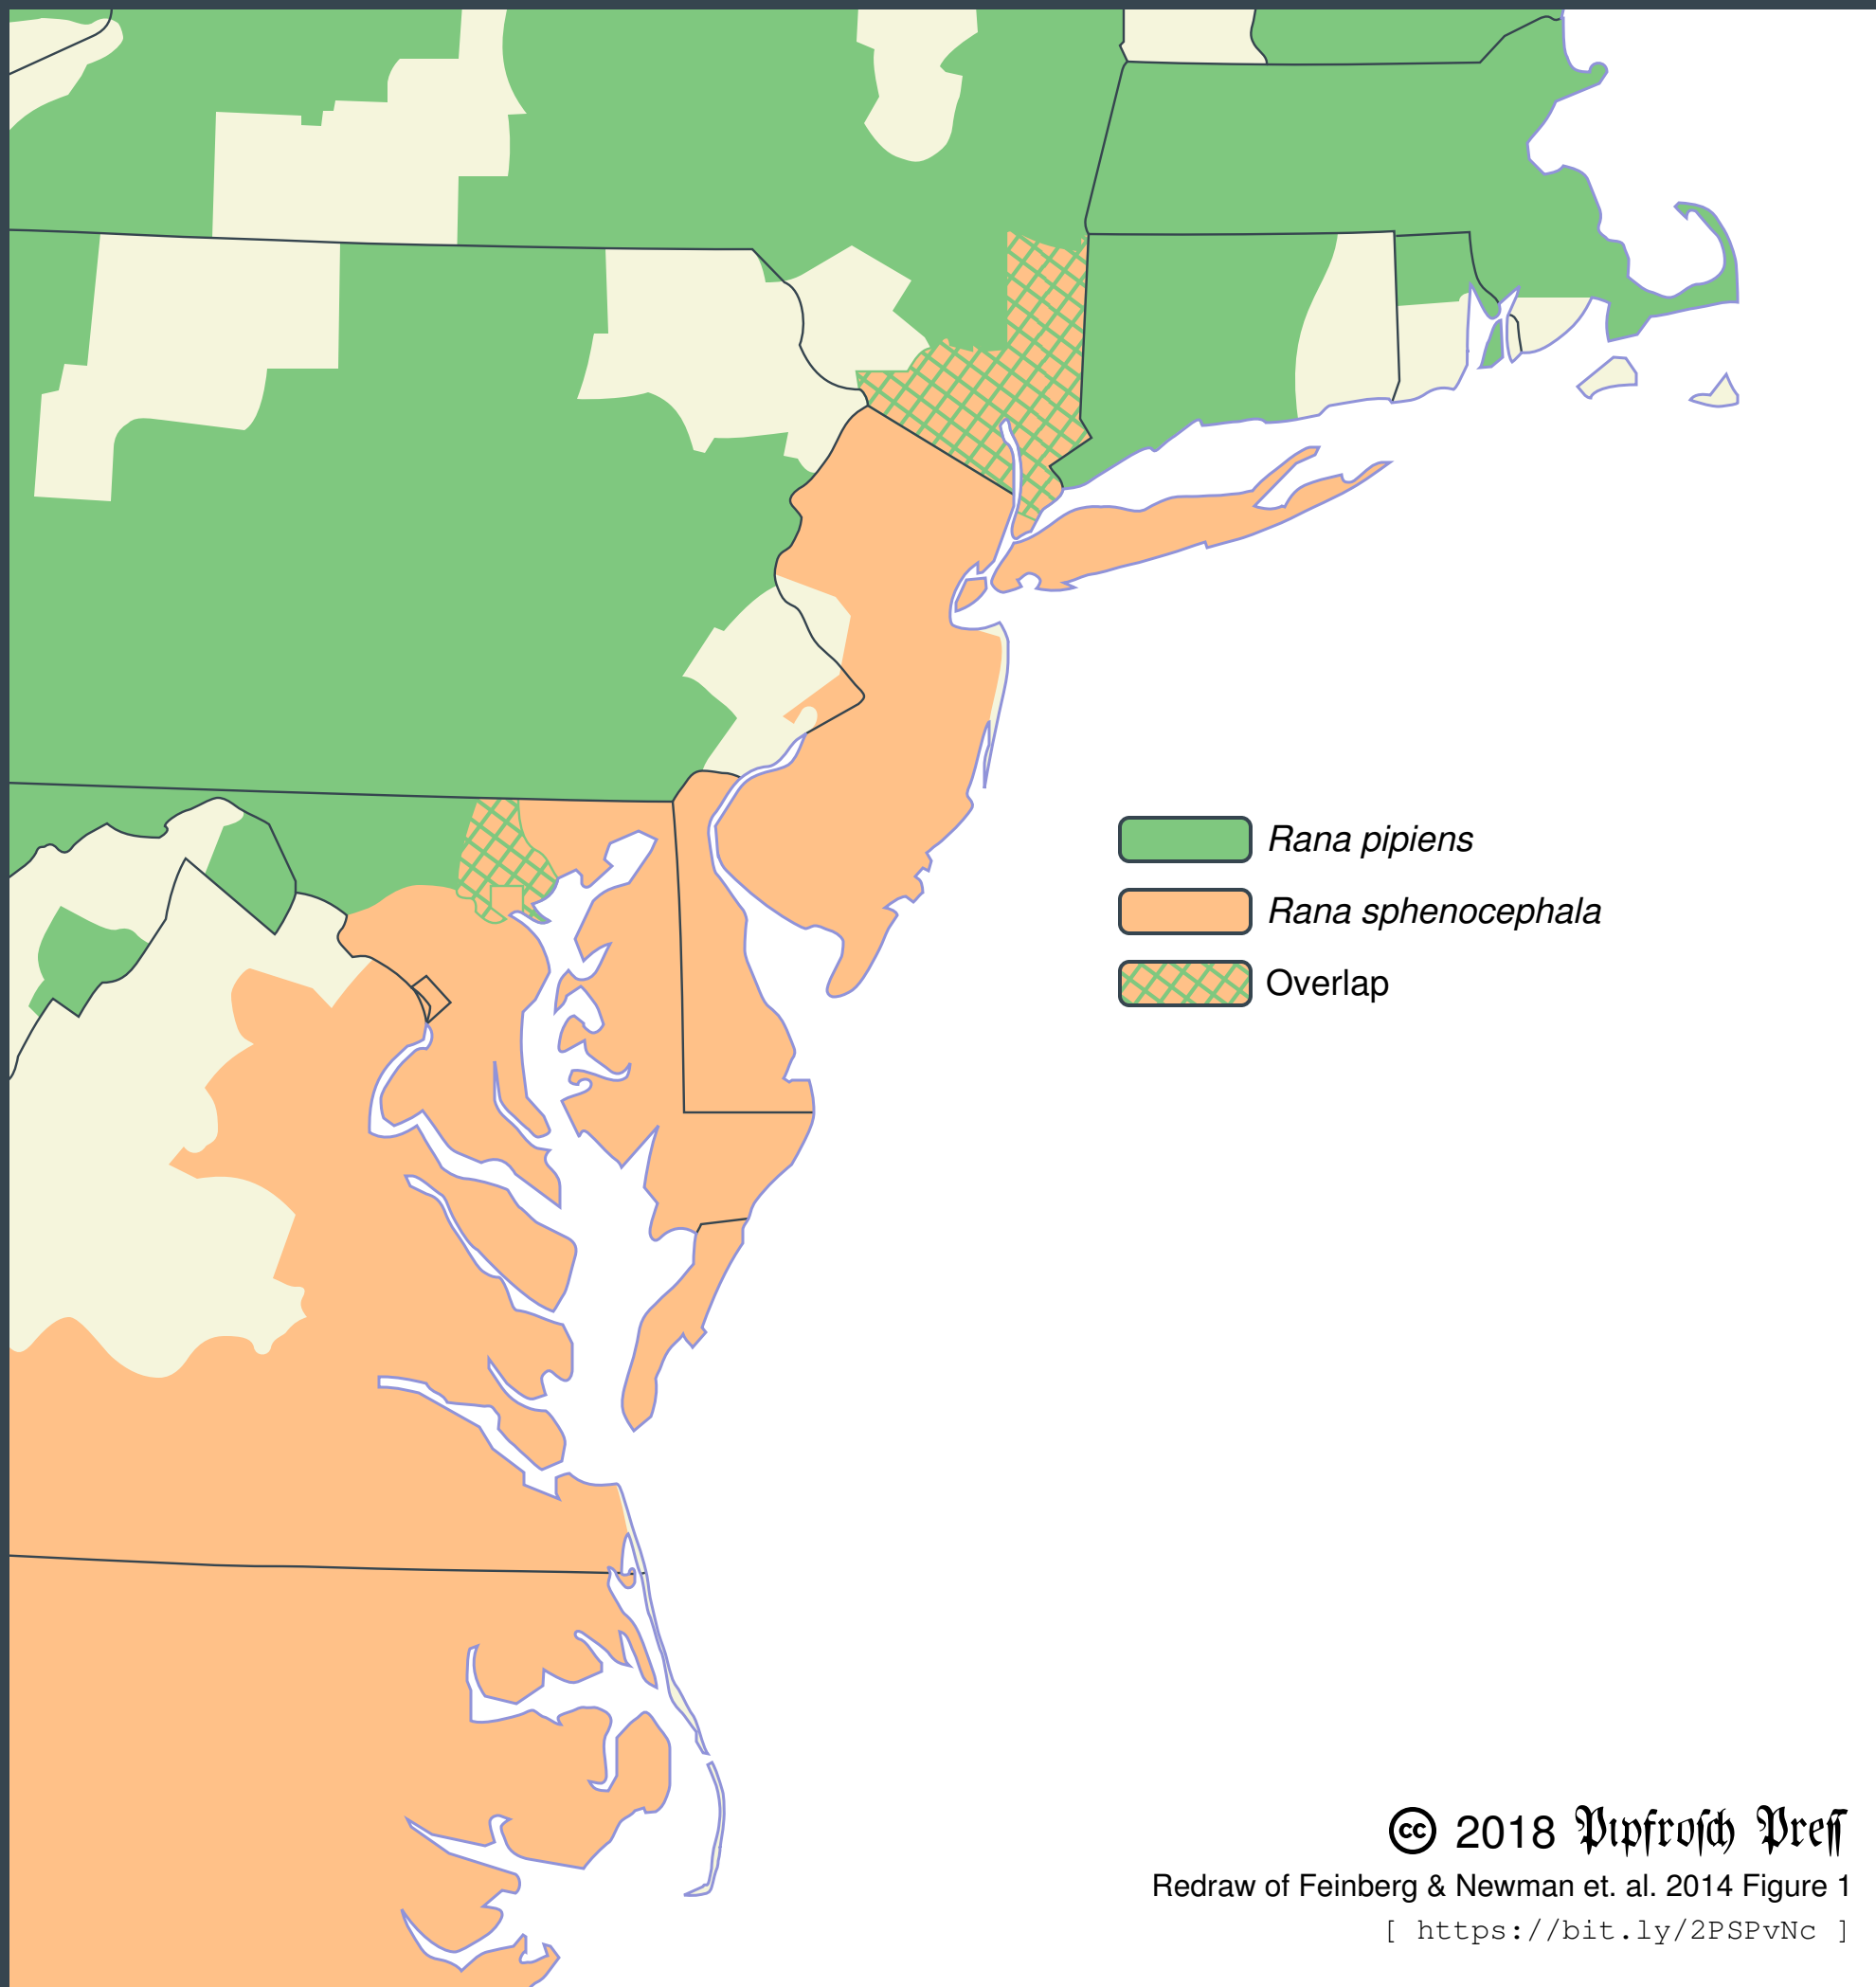 Rana pipiens
Rana sphenocephala
Overlap
cc 2018 Pipfroſch Preſſ
Redraw of Feinberg & Newman et. al. 2014 Figure 1
[ https://bit.ly/2PSPvNc ]